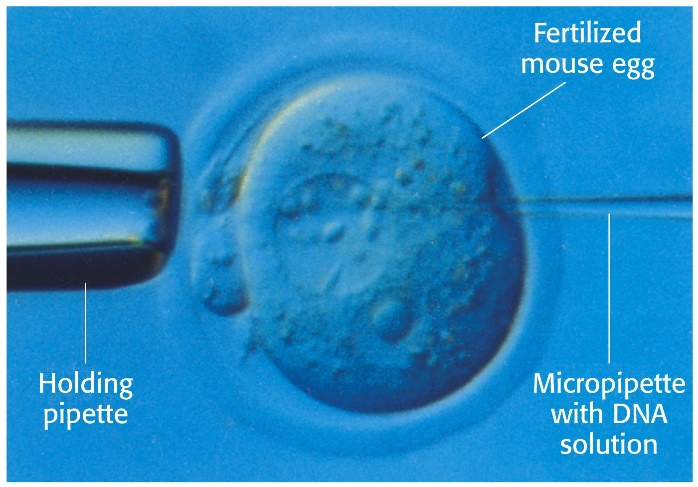 Fertilized
mouse egg
Holding
pipette
Micropipette
with DNA
solution